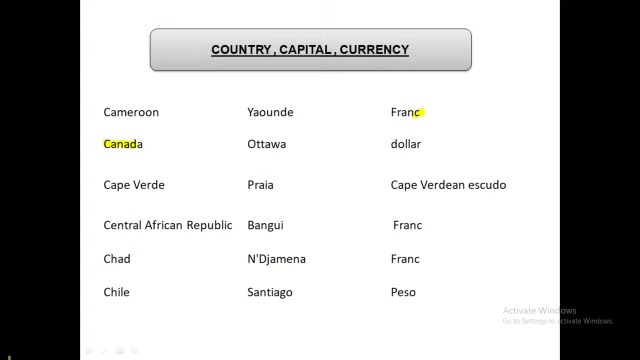 COUNTRY , CAPITAL , CURRENCY
Cameroon Yaounde Franc
Canada Ottawa dollar
Cape Verde Praia Cape Verdean escudo
Central African Republic Bangui Franc
Chad N'Djamena Franc
Chile Santiago Peso
Activate Windows
Go to Settings to activate Windows.